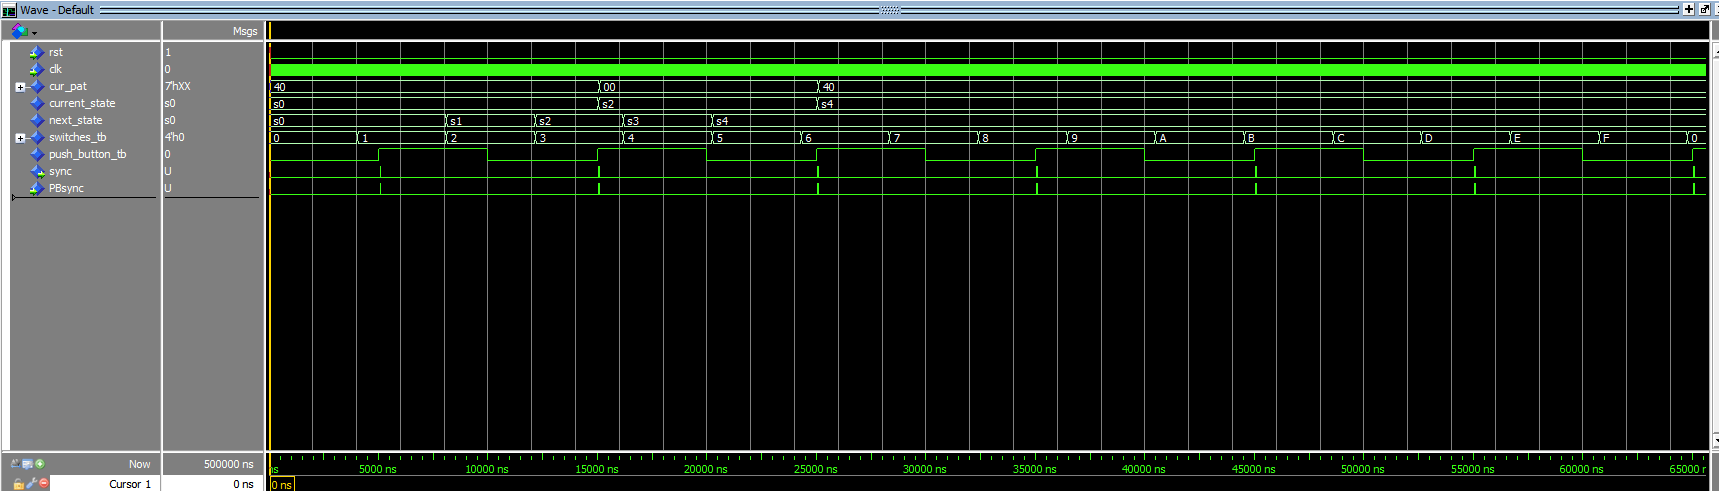 Wave - Default
Msgs
rst 1
clk 0
cur_pat 7'hXX 40 00 40
current_state s0 s0 s2 s4
next_state s0 s0 s1 s2 s3 s4
switches_tb 4'h0 0 1 2 3 4 5 6 7 8 9 A B C D E F 0
push_button_tb 0
sync U
PBsync U
Now 500000 ns ns 5000 ns 10000 ns 15000 ns 20000 ns 25000 ns 30000 ns 35000 ns 40000 ns 45000 ns 50000 ns 55000 ns 60000 ns 65000 n
Cursor 1 0 ns 0 ns